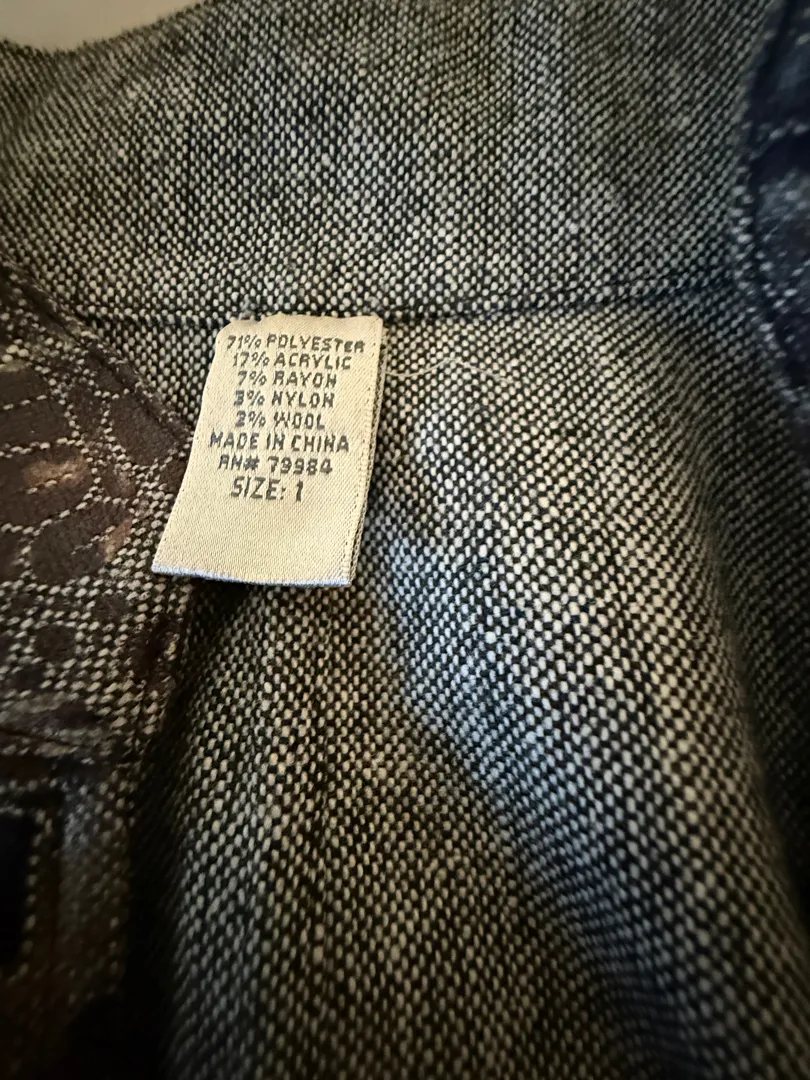 71% POLYESTER
17% ACRYLIC
7% RAYON
3% NYLON
2% WOOL
MADE IN CHINA
RN# 79984
SIZE: 1